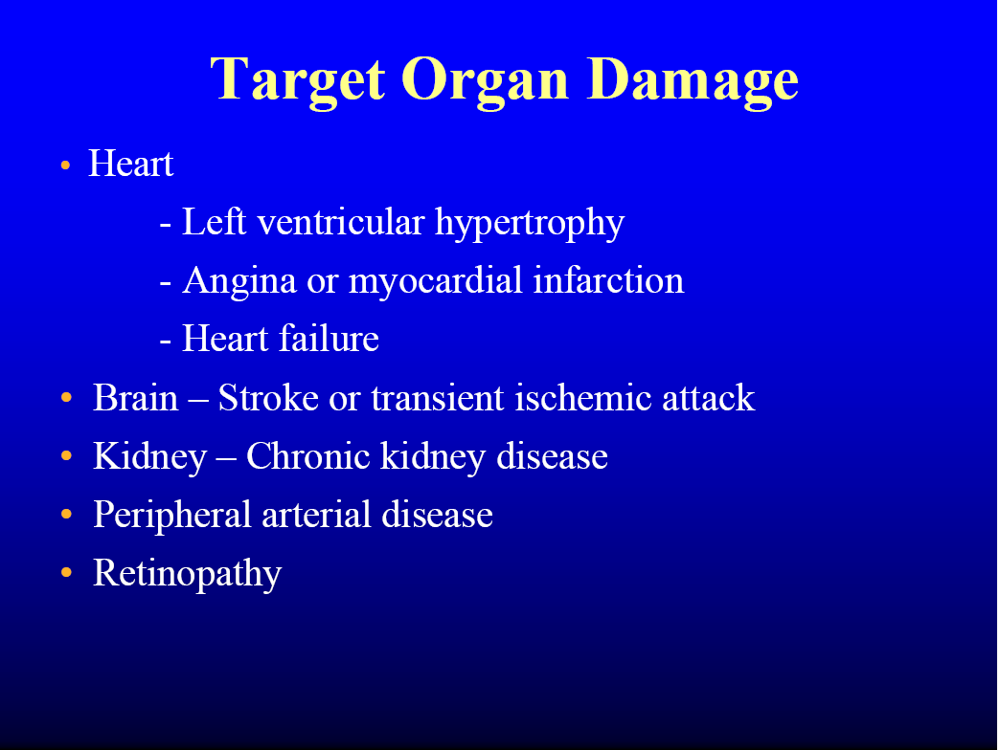 Target Organ Damage
• Heart
- Left ventricular hypertrophy
- Angina or myocardial infarction
- Heart failure
• Brain – Stroke or transient ischemic attack
• Kidney – Chronic kidney disease
• Peripheral arterial disease
• Retinopathy